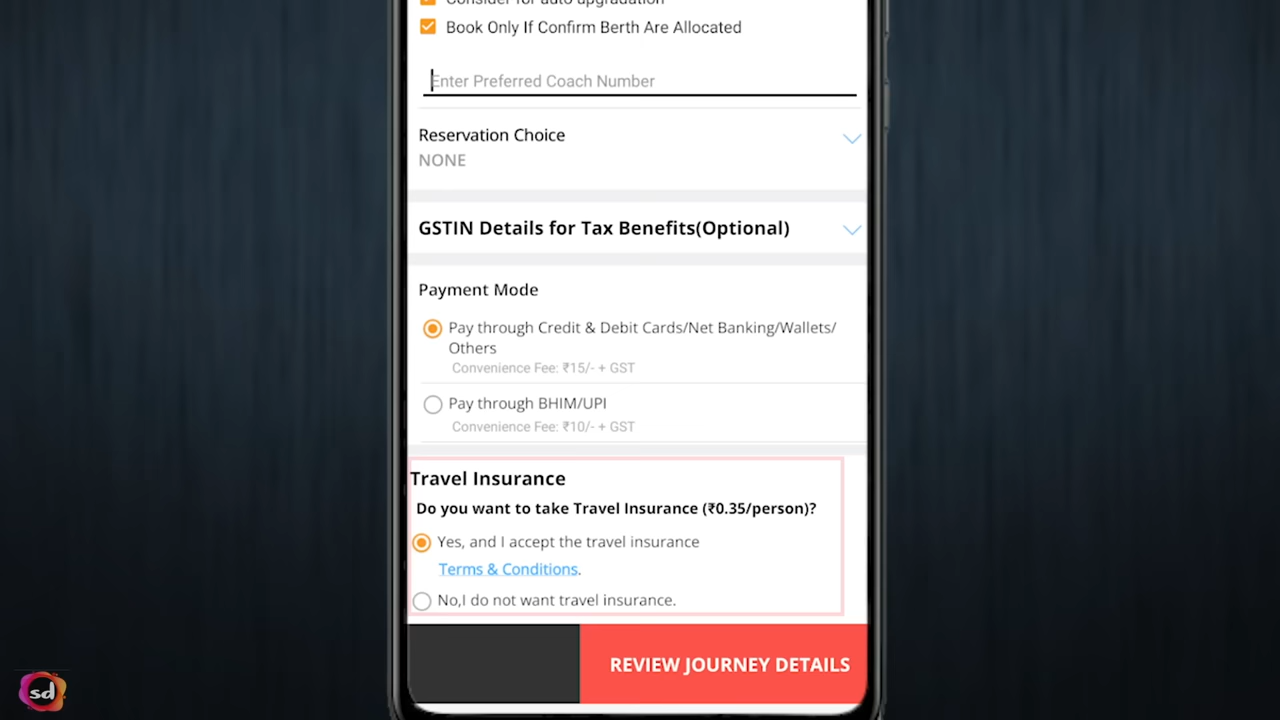 Consider for auto upgradation
Book Only If Confirm Berth Are Allocated
Enter Preferred Coach Number
Reservation Choice
NONE
GSTIN Details for Tax Benefits(Optional)
Payment Mode
Pay through Credit & Debit Cards/Net Banking/Wallets/
Others
Convenience Fee: ₹15/- + GST
Pay through BHIM/UPI
Convenience Fee: ₹10/- + GST
Travel Insurance
Do you want to take Travel Insurance (₹0.35/person)?
Yes, and I accept the travel insurance
Terms & Conditions.
No,I do not want travel insurance.
REVIEW JOURNEY DETAILS
sd